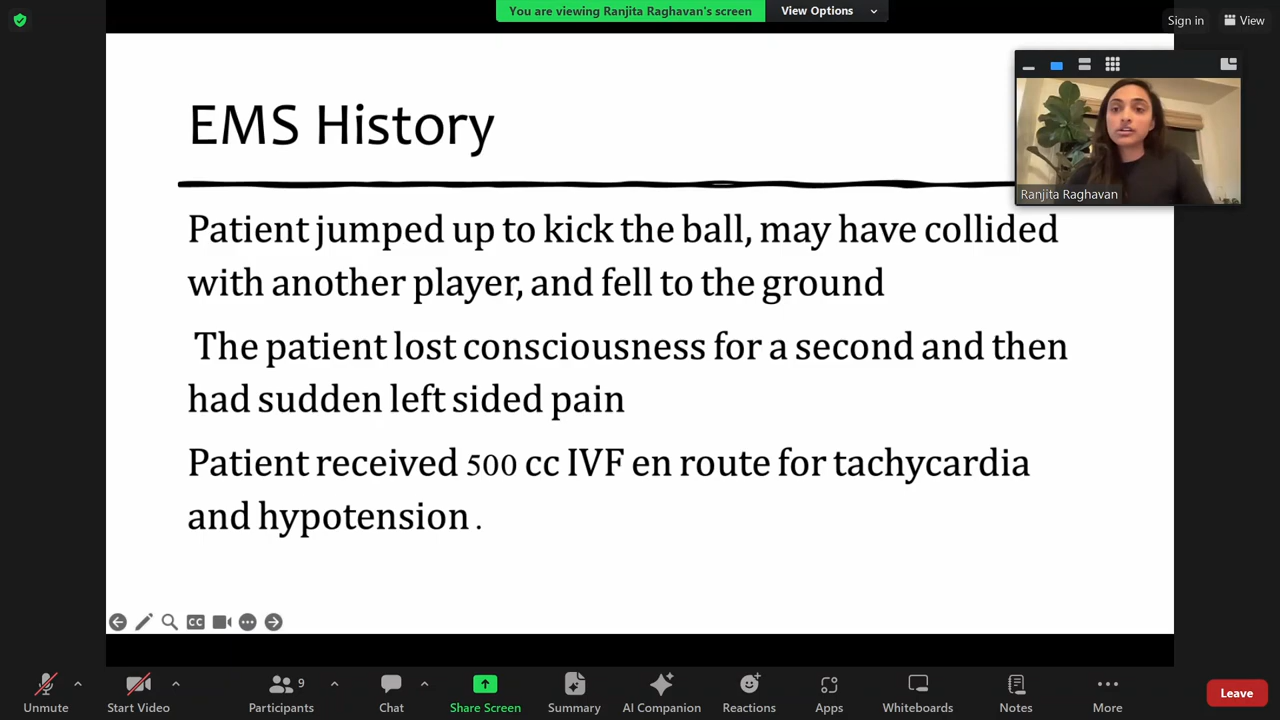 You are viewing Ranjita Raghavan's screen
View Options
Sign in
View
EMS History
Ranjita Raghavan
Patient jumped up to kick the ball, may have collided
with another player, and fell to the ground
The patient lost consciousness for a second and then
had sudden left sided pain
Patient received 500 cc IVF en route for tachycardia
and hypotension .
CC
9
Unmute
Start Video
Participants
Chat
Share Screen
Summary
AI Companion
Reactions
Apps
Whiteboards
Notes
More
Leave